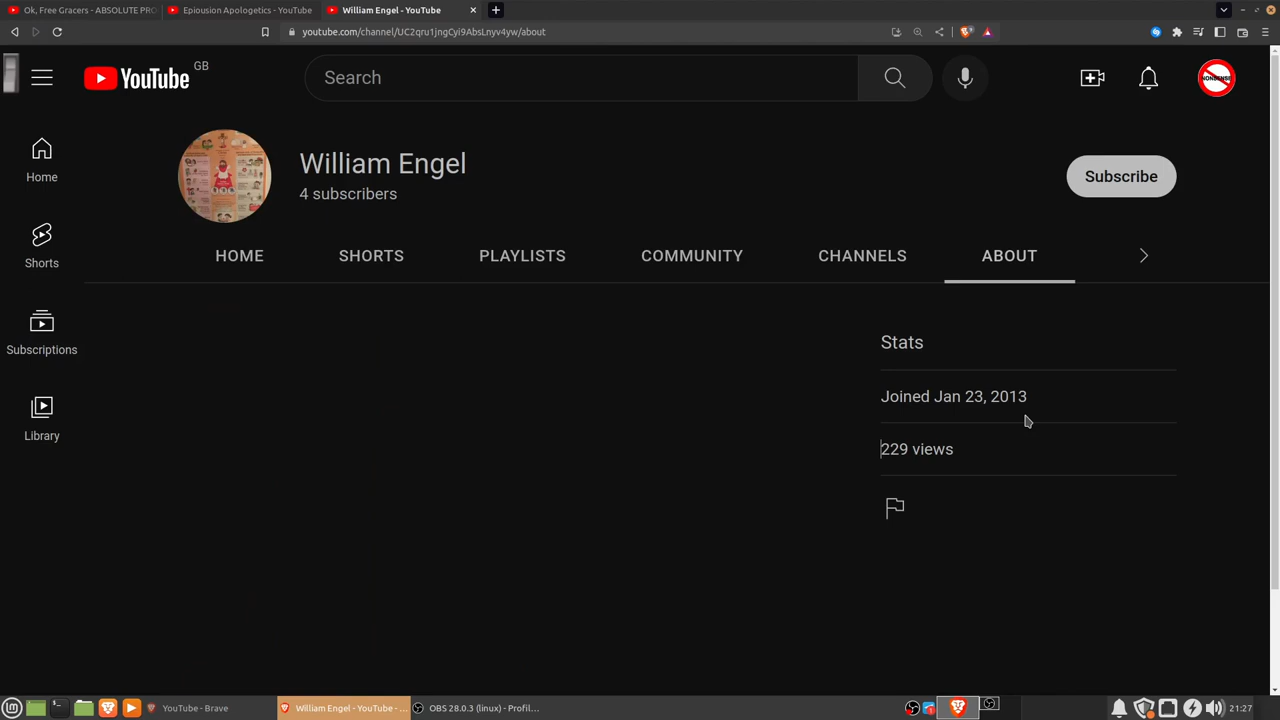 Ok, Free Gracers - ABSOLUTE PRO
Epiousion Apologetics - YouTube
William Engel - YouTube
youtube.com/channel/UC2qru1jngCyi9AbsLnyv4yw/about
YouTube GB
Search
NONSENSE
Home
Shorts
Subscriptions
Library
William Engel
4 subscribers
Subscribe
HOME
SHORTS
PLAYLISTS
COMMUNITY
CHANNELS
ABOUT
Stats
Joined Jan 23, 2013
229 views
YouTube - Brave
William Engel - YouTube - ...
OBS 28.0.3 (linux) - Profil...
21:27